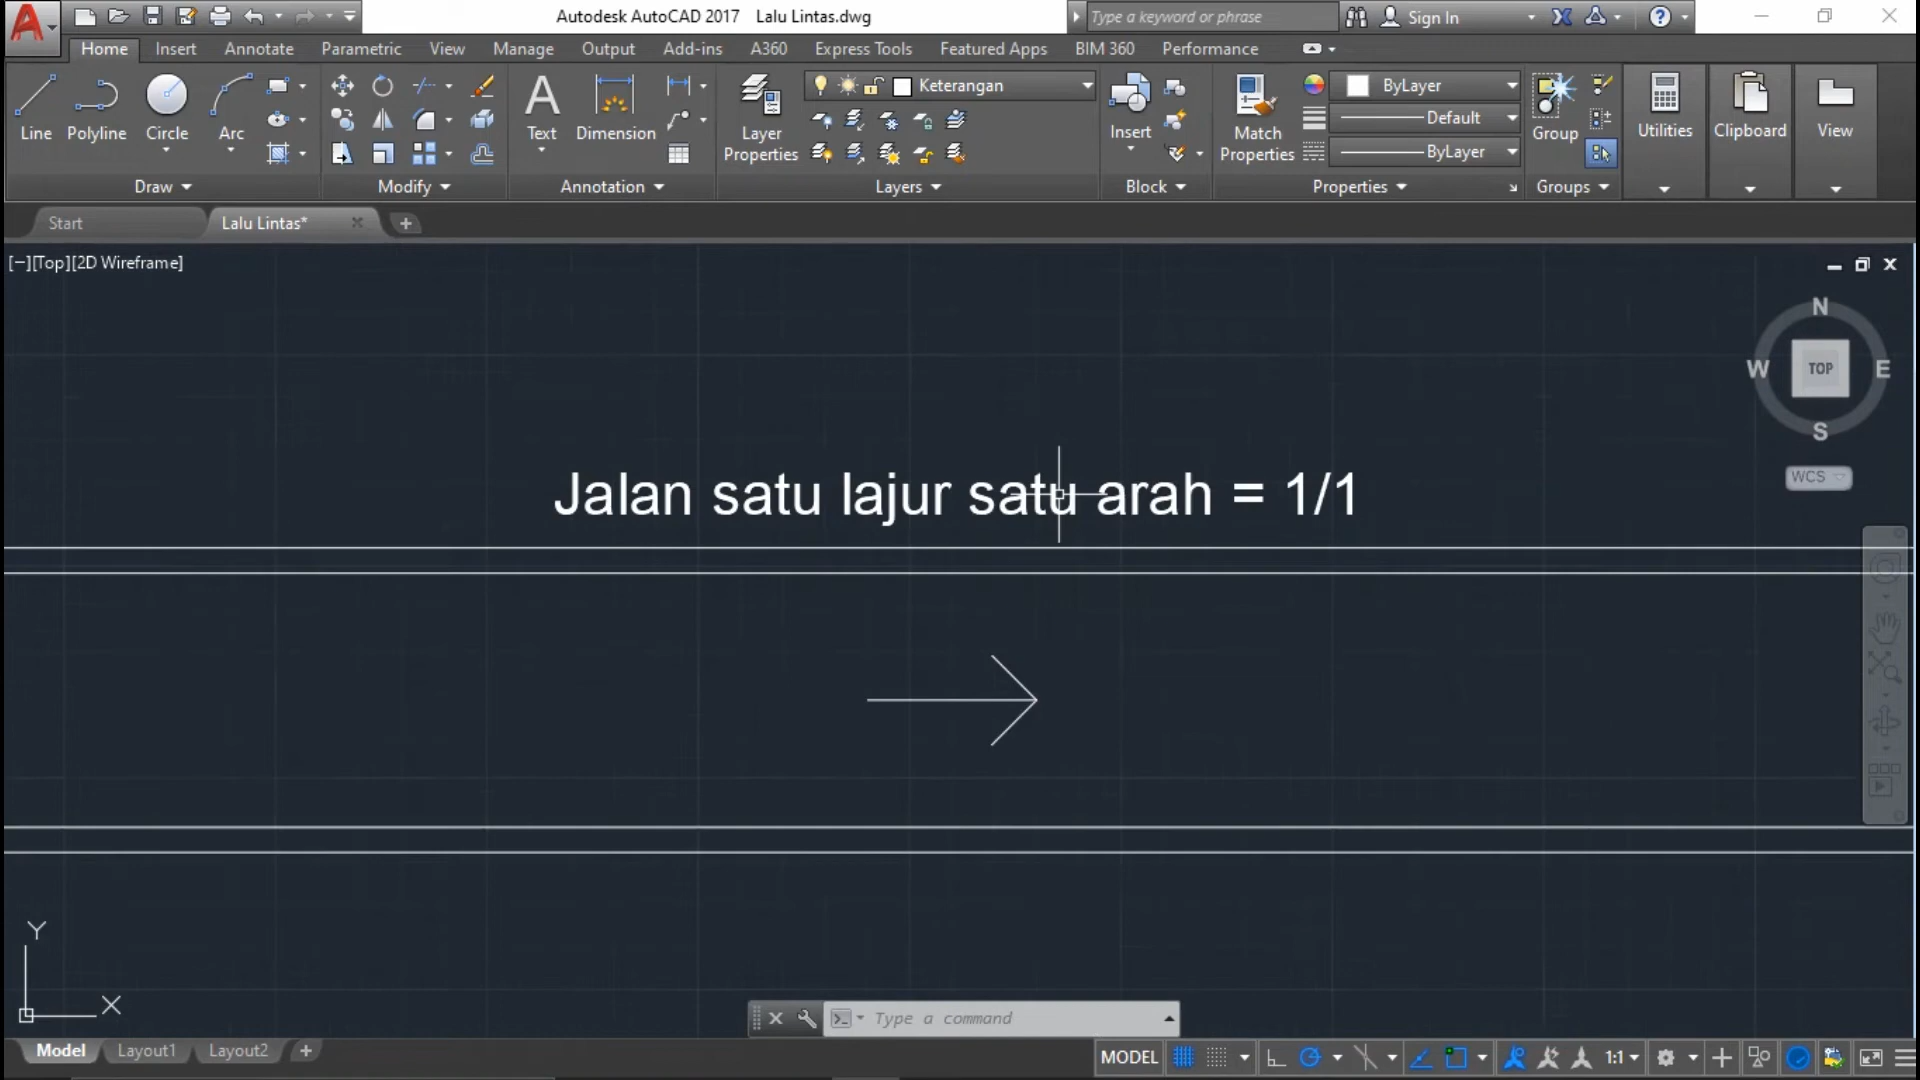 Autodesk AutoCAD 2017 Lalu Lintas.dwg
Type a keyword or phrase
Sign In
Home Insert Annotate Parametric View Manage Output Add-ins A360 Express Tools Featured Apps BIM 360 Performance
Line Polyline Circle Arc
Draw
Modify
Text Dimension
Annotation
Layer Properties
Keterangan
Layers
Insert
Block
Match Properties
ByLayer
Default
ByLayer
Properties
Group
Groups
Utilities
Clipboard
View
Start
Lalu Lintas*
[−][Top][2D Wireframe]
N
W TOP E
S
WCS
Jalan satu lajur satu arah = 1/1
Y
X
Type a command
Model Layout1 Layout2
MODEL
1:1